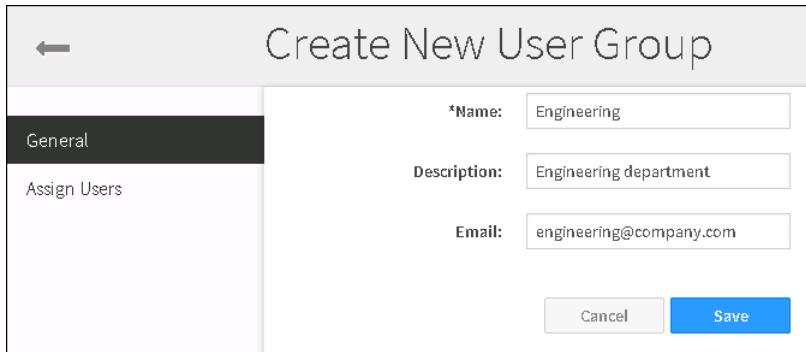 Create New User Group
General
Assign Users
*Name: Engineering
Description: Engineering department
Email: engineering@company.com
Cancel Save